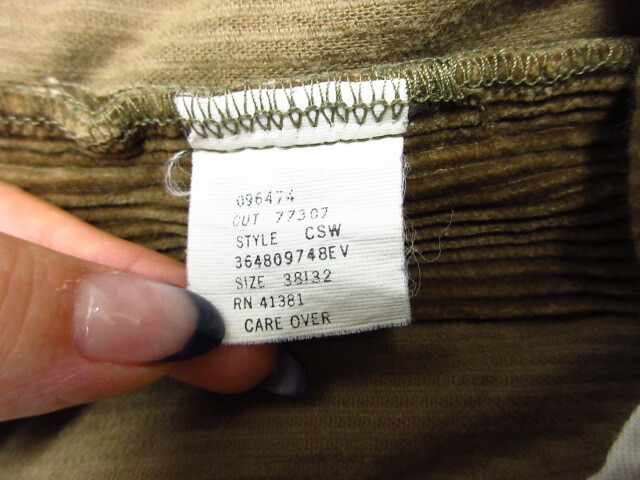 096474
CUT 77307
STYLE CSW
364809748EV
SIZE 38132
RN 41381
CARE OVER